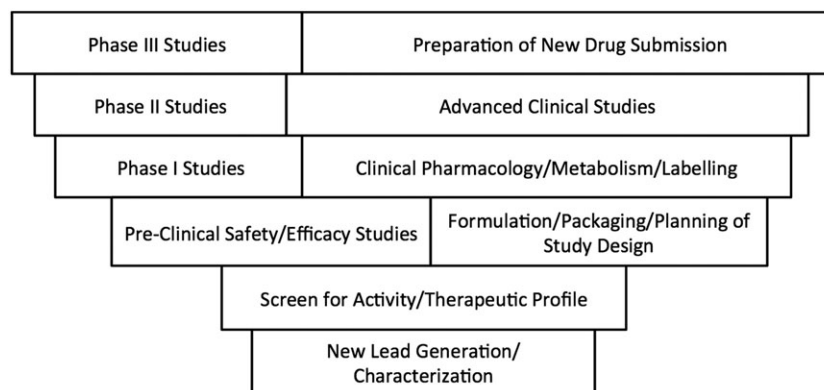 Phase III Studies
Preparation of New Drug Submission
Phase II Studies
Advanced Clinical Studies
Phase I Studies
Clinical Pharmacology/Metabolism/Labelling
Pre-Clinical Safety/Efficacy Studies
Formulation/Packaging/Planning of
Study Design
Screen for Activity/Therapeutic Profile
New Lead Generation/
Characterization